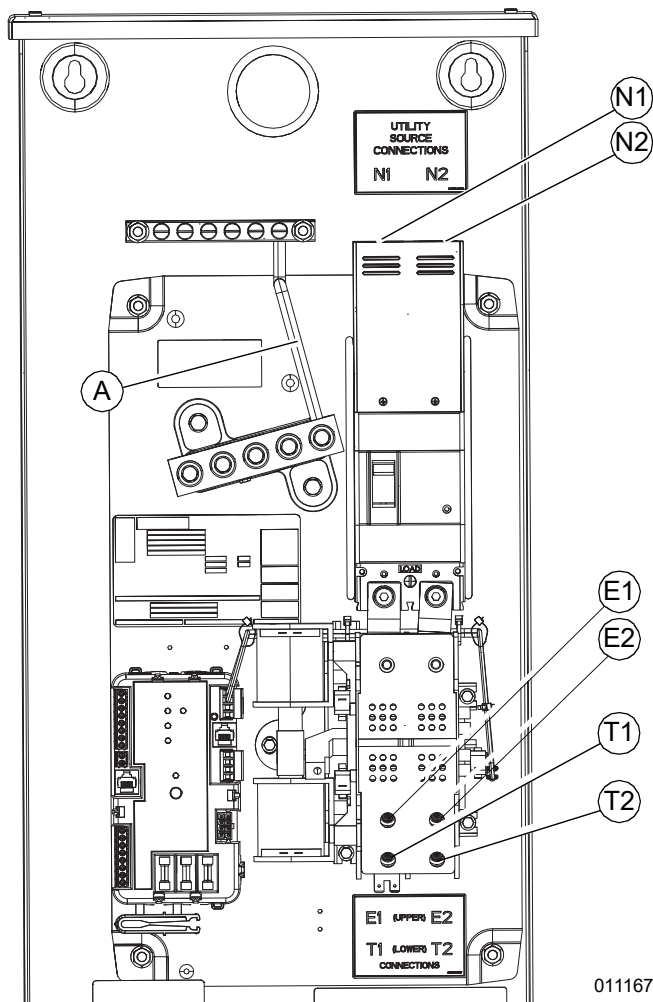 N1
N2
UTILITY
SOURCE
CONNECTIONS
N1 N2
A
LOAD
E1
E2
T1
T2
E1 (UPPER) E2
T1 (LOWER) T2
CONNECTIONS
011167